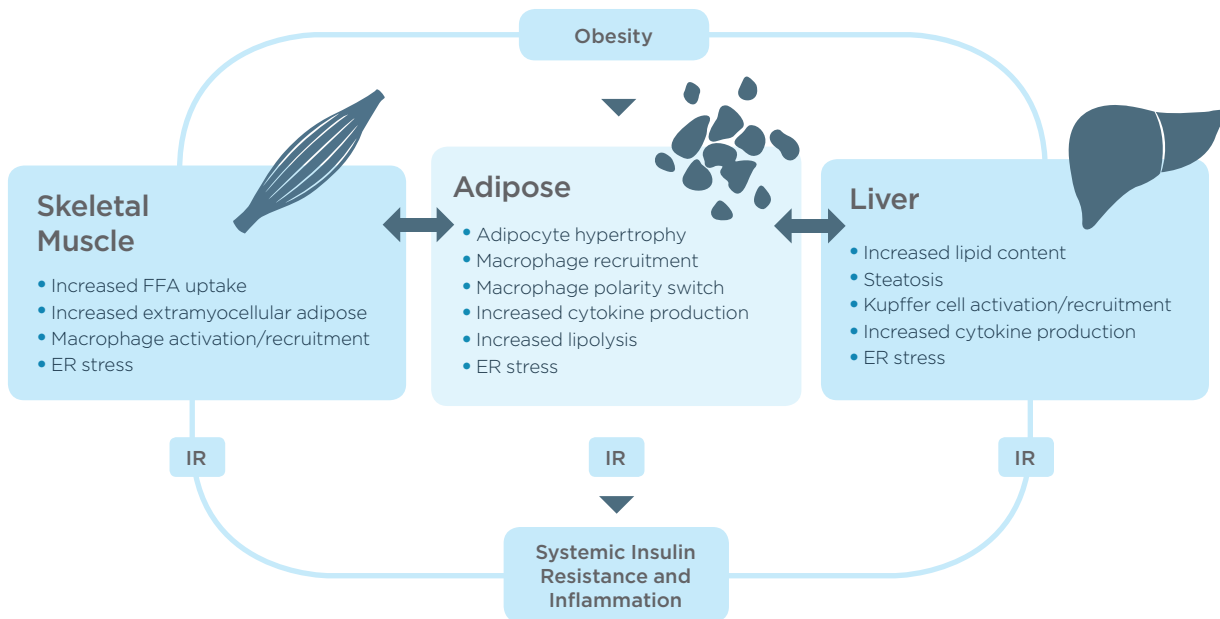 Obesity
Skeletal
Muscle
• Increased FFA uptake
• Increased extramyocellular adipose
• Macrophage activation/recruitment
• ER stress
Adipose
• Adipocyte hypertrophy
• Macrophage recruitment
• Macrophage polarity switch
• Increased cytokine production
• Increased lipolysis
• ER stress
Liver
• Increased lipid content
• Steatosis
• Kupffer cell activation/recruitment
• Increased cytokine production
• ER stress
IR
IR
IR
Systemic Insulin
Resistance and
Inflammation